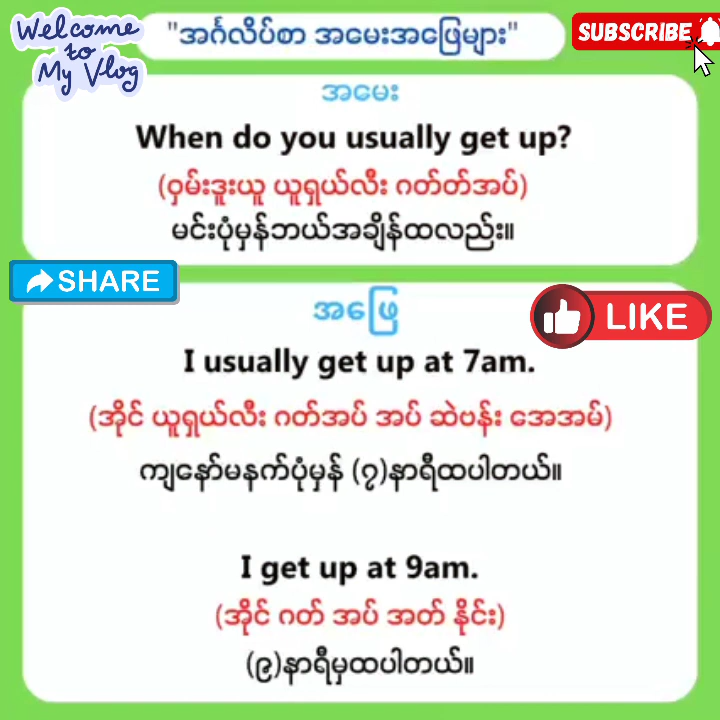 Welcome
to
My Vlog
"အင်္ဂလိပ်စာ အမေးအဖြေများ"
SUBSCRIBE
အမေး
When do you usually get up?
(ဝှမ်းဒူးယူ ယူရှယ်လီး ဂတ်တ်အပ်)
မင်းပုံမှန်ဘယ်အချိန်ထလည်း။
SHARE
အဖြေ
LIKE
I usually get up at 7am.
(အိုင် ယူရှယ်လီး ဂတ်အပ် အပ် ဆဲဗန်း အေအမ်)
ကျနော်မနက်ပုံမှန် (၇)နာရီထပါတယ်။
I get up at 9am.
(အိုင် ဂတ် အပ် အတ် နိုင်း)
(၉)နာရီမှထပါတယ်။